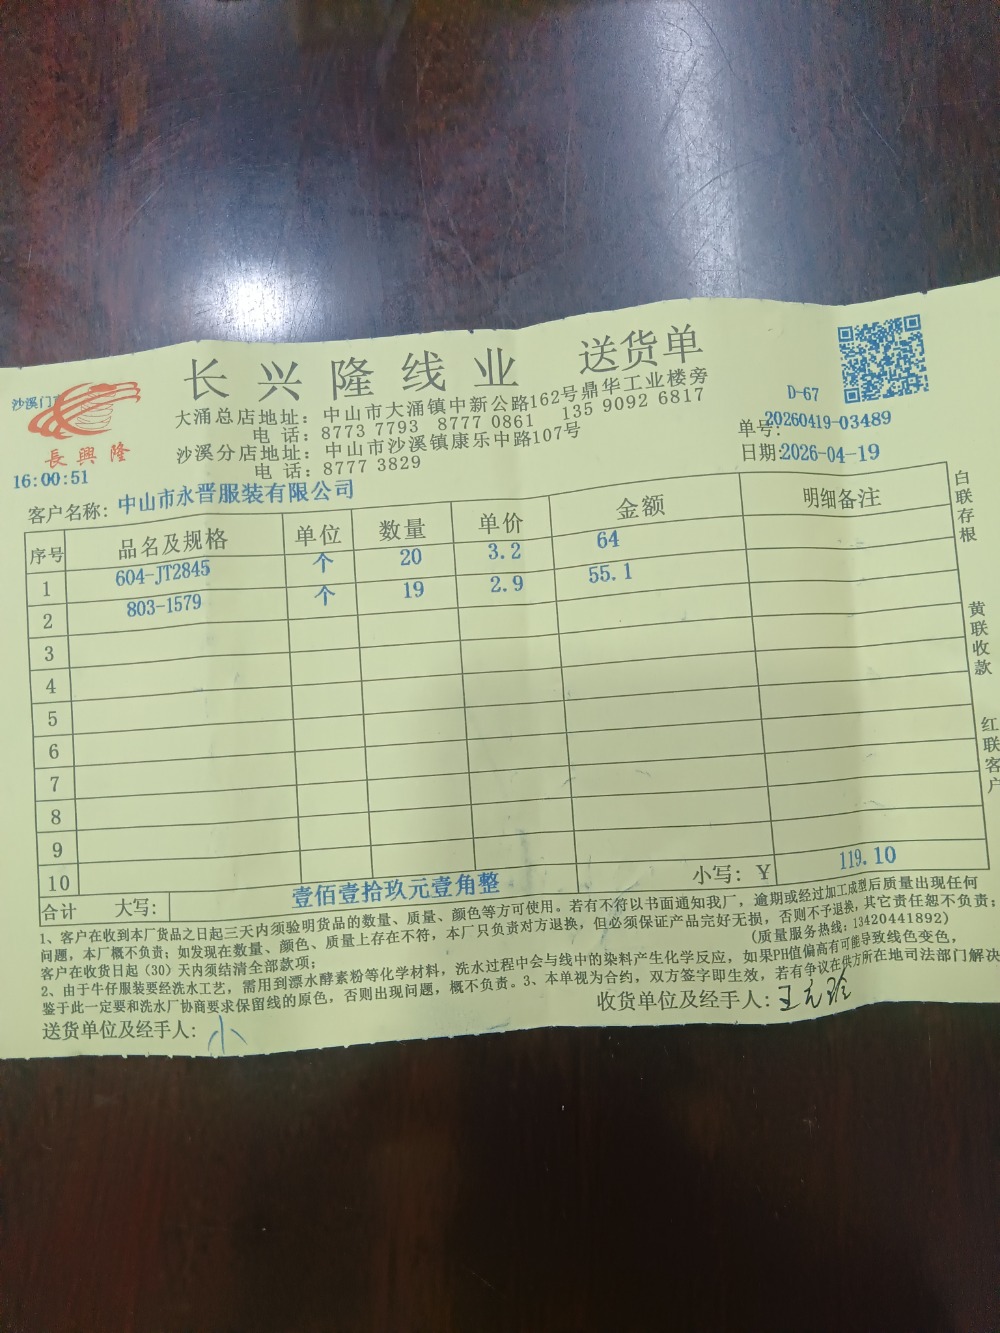 长兴隆线业 送货单
沙溪门
長興隆
16:00:51
大涌总店地址：中山市大涌镇中新公路162号鼎华工业楼旁
电 话：8773 7793 8777 0861 135 9092 6817
沙溪分店地址：中山市沙溪镇康乐中路107号
电 话：8777 3829
D-67
单号：20260419-03489
日期：2026-04-19
客户名称：中山市永晋服装有限公司
序号 品名及规格 单位 数量 单价 金额 明细备注
1 604-JT2845 个 20 3.2 64
2 803-1579 个 19 2.9 55.1
3
4
5
6
7
8
9
10
合计 大写：壹佰壹拾玖元壹角整 小写：￥119.10
白联存根
黄联收款
红联客户
1、客户在收到本厂货品之日起三天内须验明货品的数量、质量、颜色等方可使用。若有不符以书面通知我厂，逾期或经过加工成型后质量出现任何
问题，本厂概不负责；如发现在数量、颜色、质量上存在不符，本厂只负责对方退换，但必须保证产品完好无损，否则不予退换，其它责任恕不负责；
客户在收货日起（30）天内须结清全部款项；（质量服务热线：13420441892）
2、由于牛仔服装要经洗水工艺，需用到漂水酵素粉等化学材料，洗水过程中会与线中的染料产生化学反应，如果PH值偏高有可能导致线色变色，
鉴于此一定要和洗水厂协商要求保留线的原色，否则出现问题，概不负责。3、本单视为合约，双方签字即生效，若有争议在供方所在地司法部门解决
送货单位及经手人：小
收货单位及经手人：